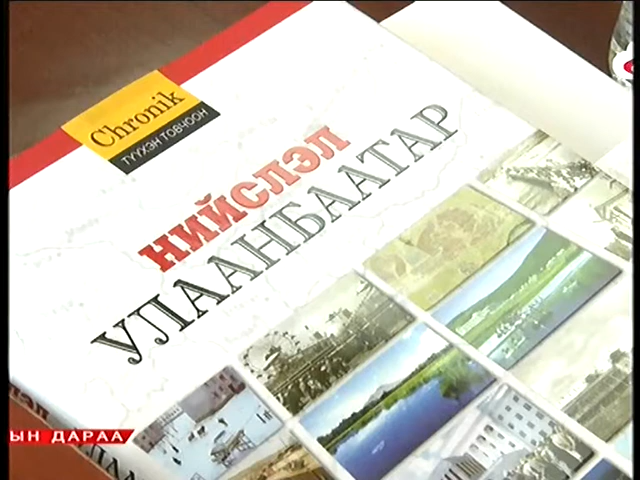 Chronik
ТҮҮХЭН ТОВЧООН
НИЙСЛЭЛ
УЛААНБААТАР
ЫН ДАРАА